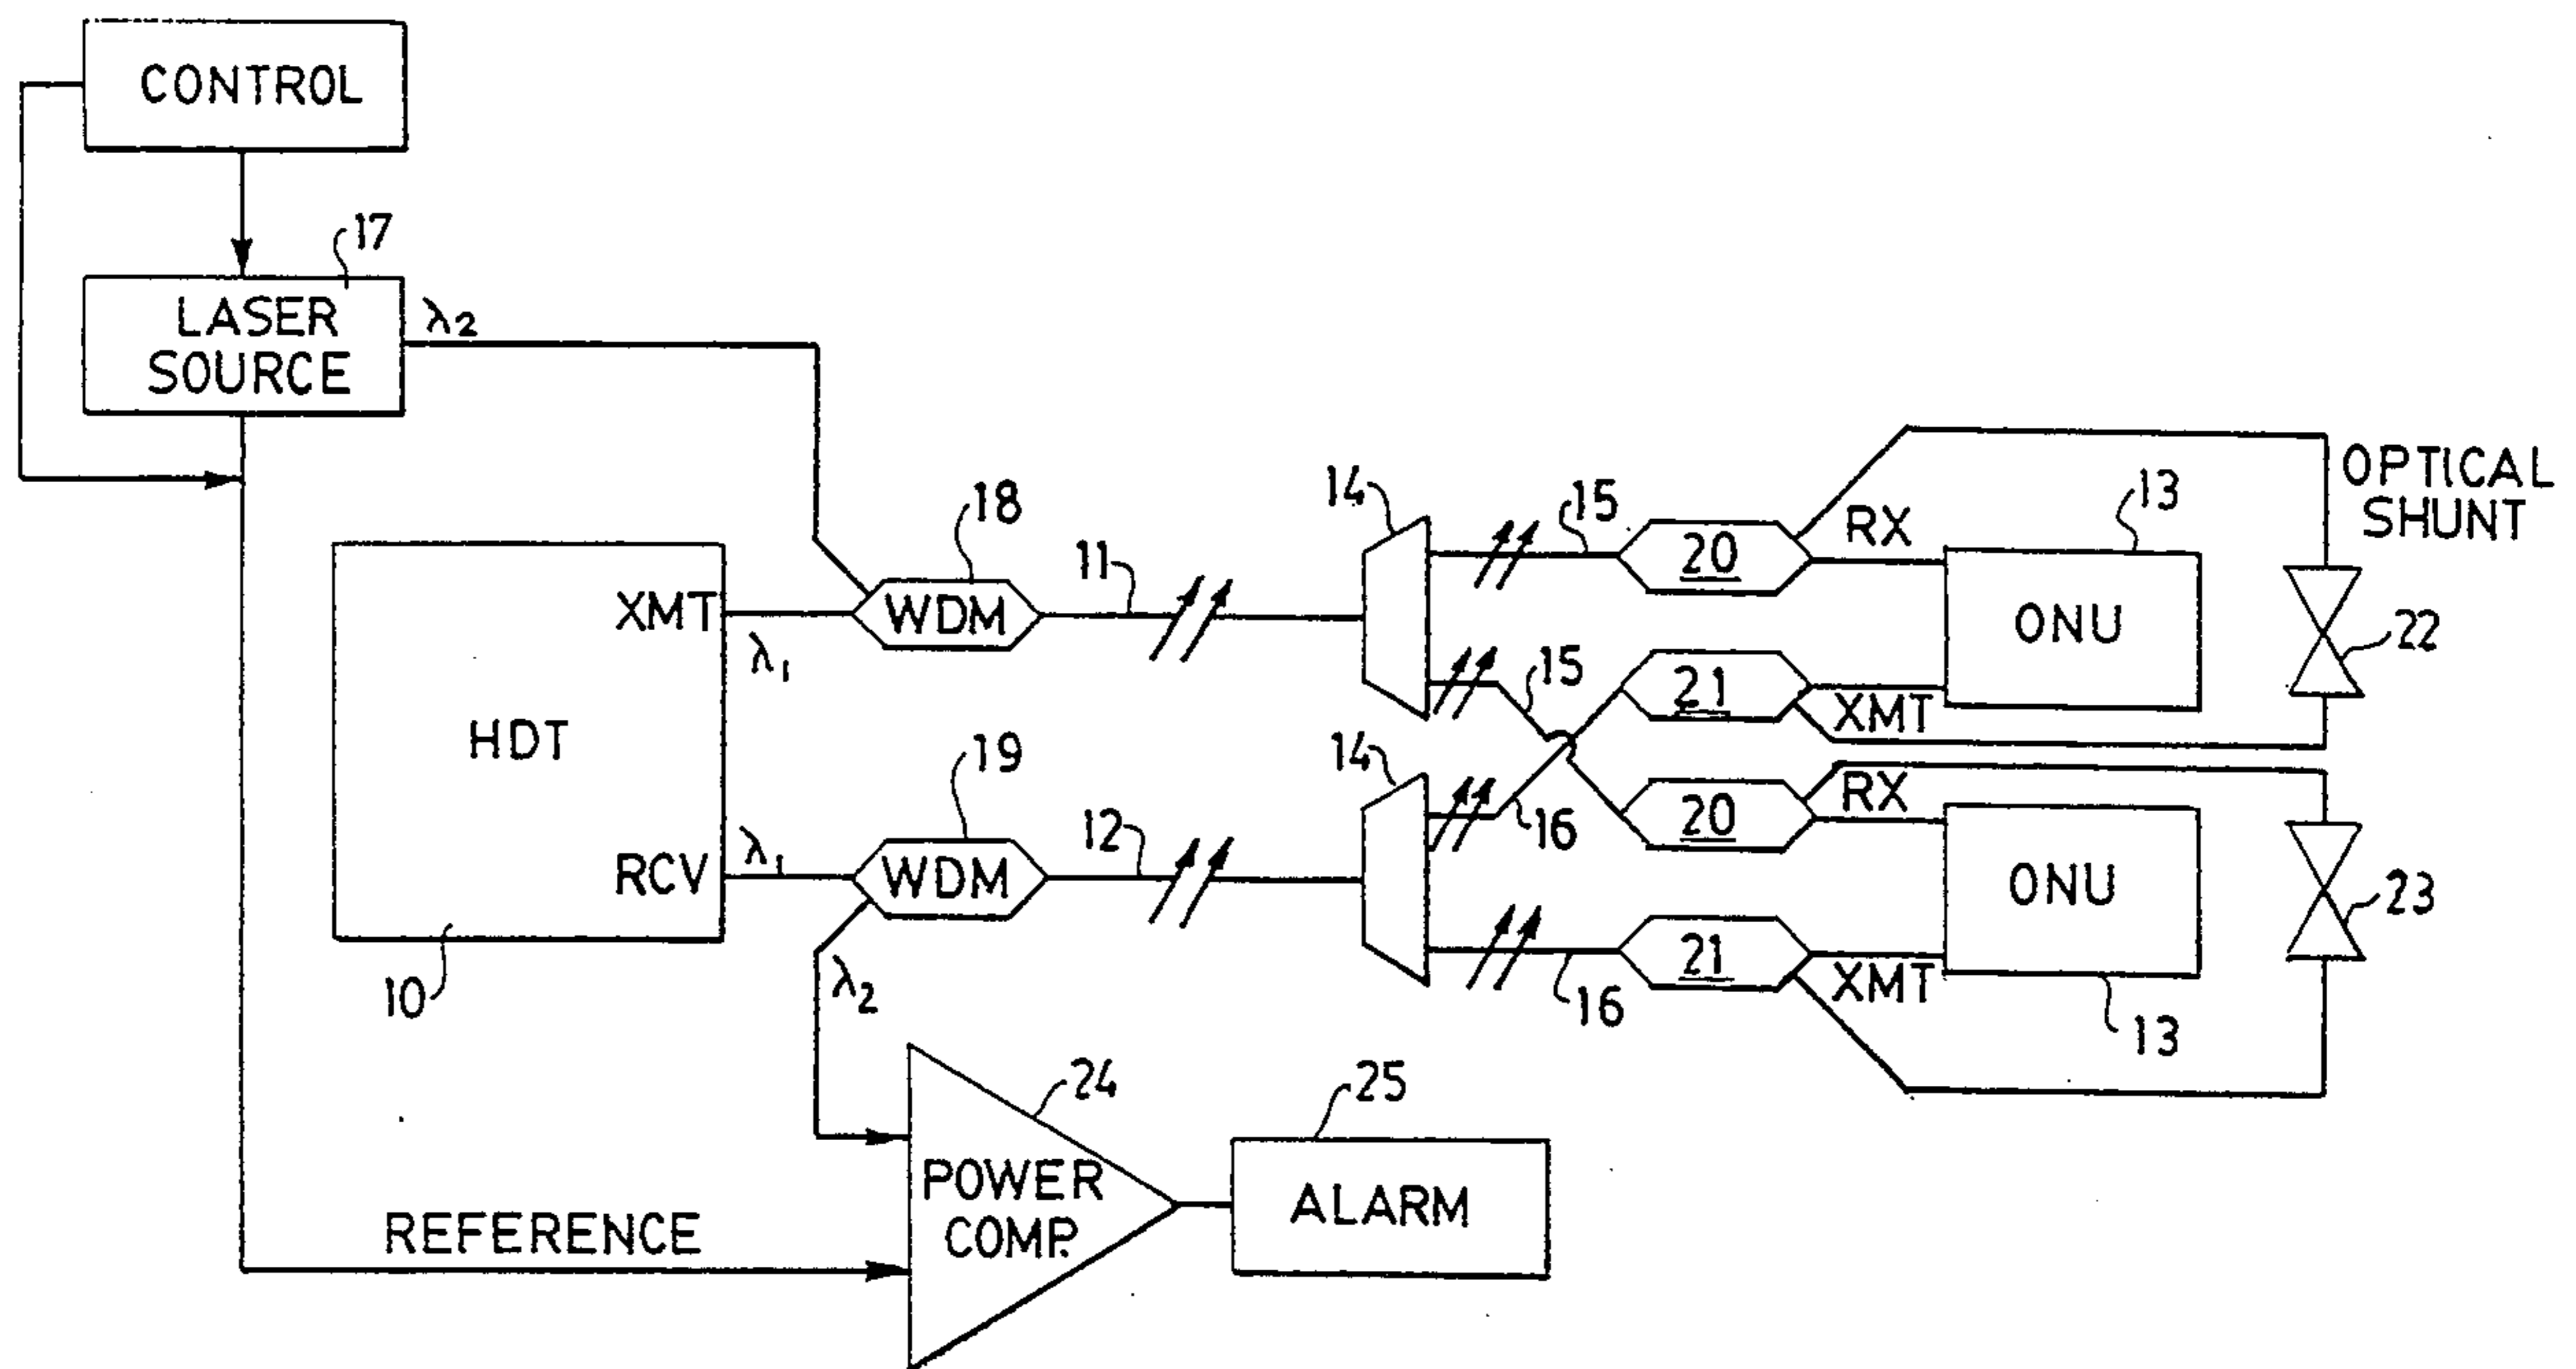 CONTROL
17
LASER
SOURCE
λ2
OPTICAL
SHUNT
14
15
20
RX
13
18
11
XMT
WDM
λ1
ONU
22
15
21
XMT
HDT
19
14
12
16
20
RX
RCV
λ1
WDM
ONU
23
10
λ2
16
21
XMT
13
24
25
POWER
COMP.
ALARM
REFERENCE